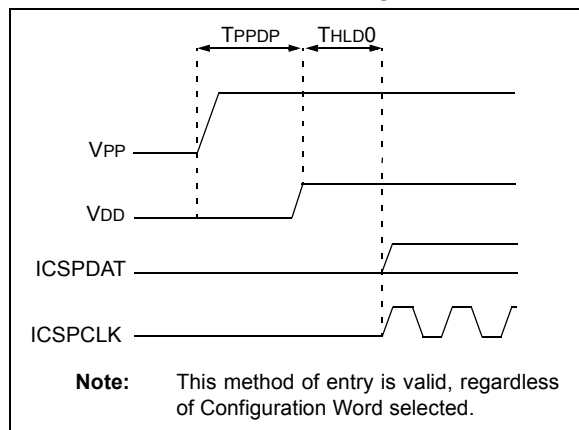 TPPDP THLD0
VPP
VDD
ICSPDAT
ICSPCLK
Note: This method of entry is valid, regardless
of Configuration Word selected.